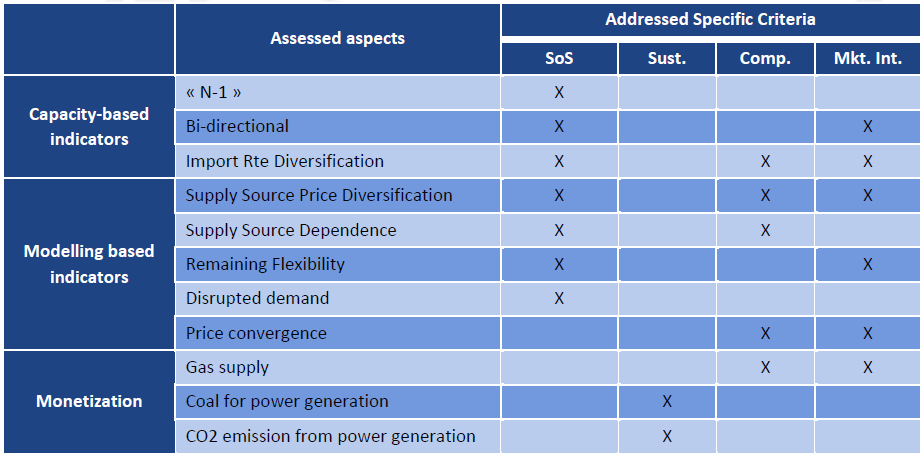 Assessed aspects
Addressed Specific Criteria
SoS Sust. Comp. Mkt. Int.
Capacity-based indicators
« N-1 » X
Bi-directional X X
Import Rte Diversification X X X
Modelling based indicators
Supply Source Price Diversification X X X
Supply Source Dependence X X
Remaining Flexibility X X
Disrupted demand X
Price convergence X X
Monetization
Gas supply X X
Coal for power generation X
CO2 emission from power generation X